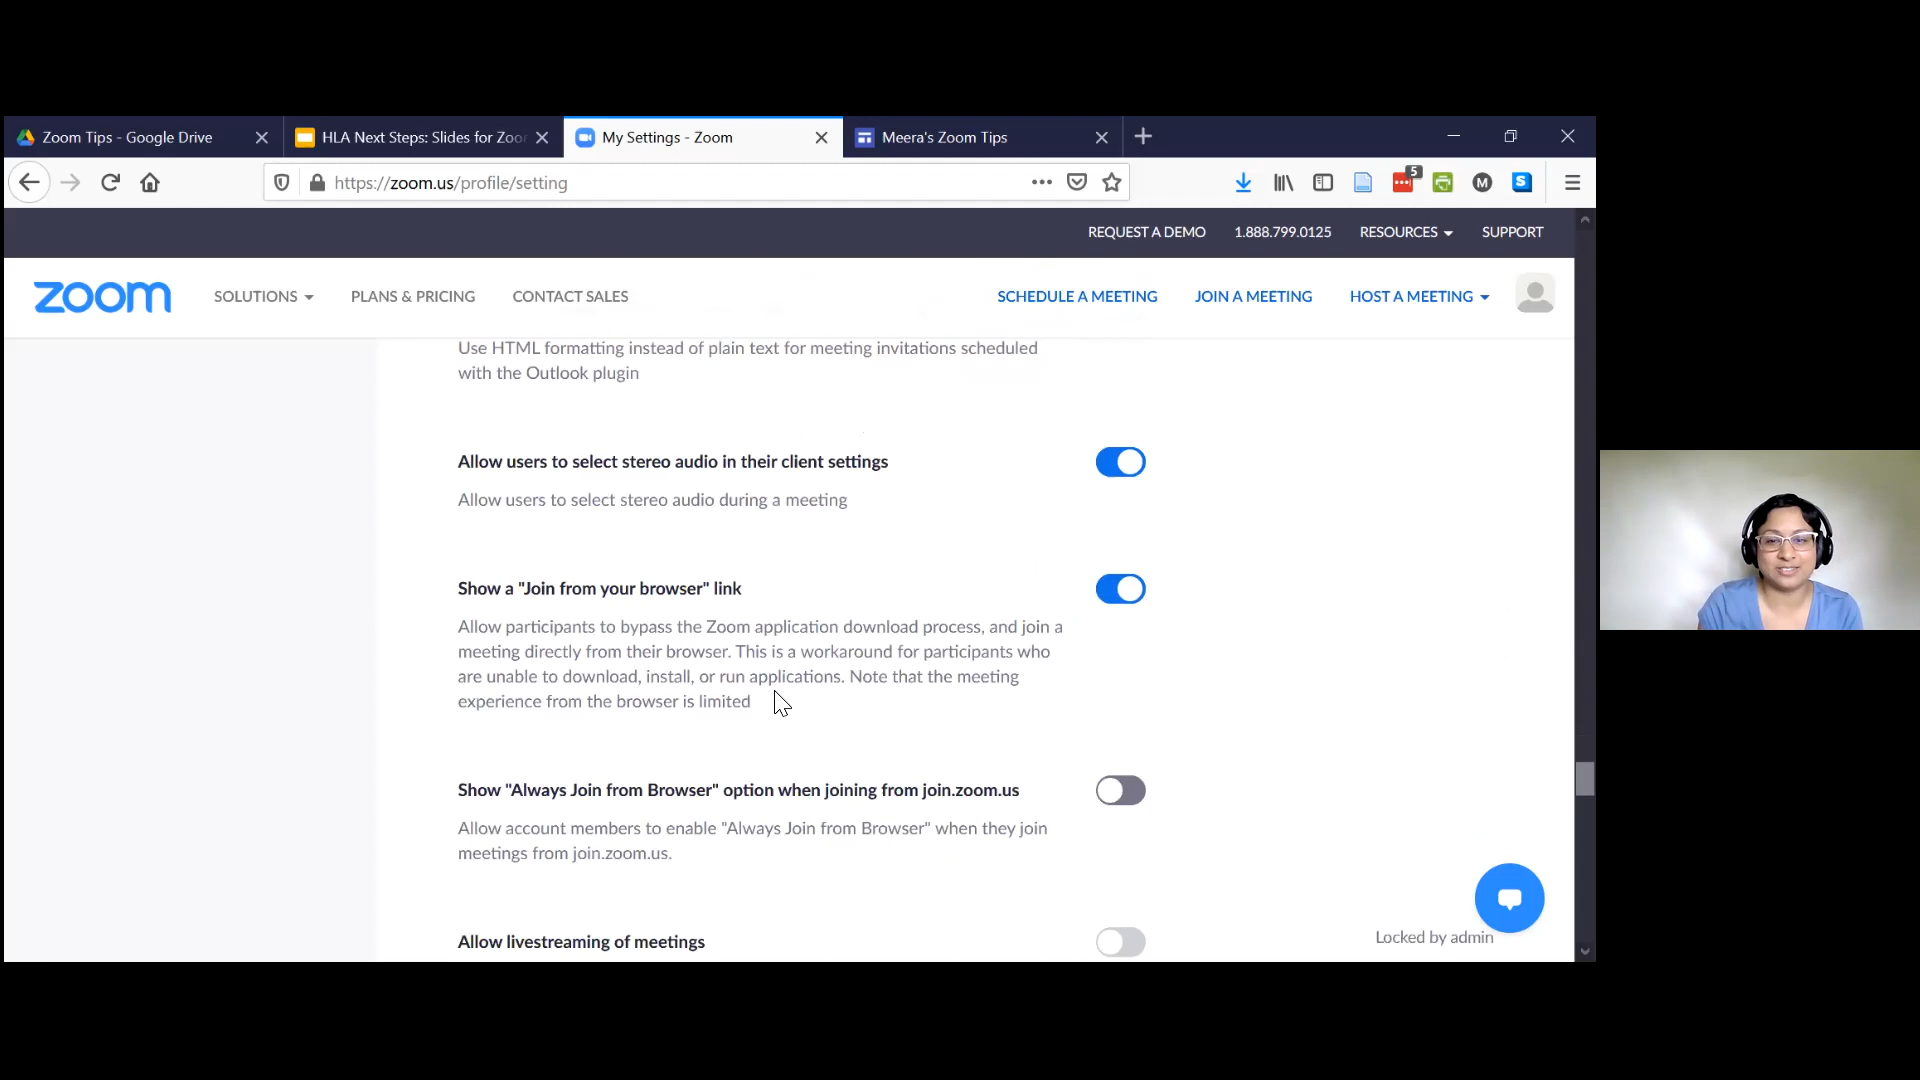 Zoom Tips - Google Drive
HLA Next Steps: Slides for Zoo
My Settings - Zoom
Meera's Zoom Tips
https://zoom.us/profile/setting
5
M
S
REQUEST A DEMO 1.888.799.0125 RESOURCES SUPPORT
zoom SOLUTIONS PLANS & PRICING CONTACT SALES SCHEDULE A MEETING JOIN A MEETING HOST A MEETING
Use HTML formatting instead of plain text for meeting invitations scheduled
with the Outlook plugin
Allow users to select stereo audio in their client settings
Allow users to select stereo audio during a meeting
Show a "Join from your browser" link
Allow participants to bypass the Zoom application download process, and join a
meeting directly from their browser. This is a workaround for participants who
are unable to download, install, or run applications. Note that the meeting
experience from the browser is limited
Show "Always Join from Browser" option when joining from join.zoom.us
Allow account members to enable "Always Join from Browser" when they join
meetings from join.zoom.us.
Allow livestreaming of meetings
Locked by admin